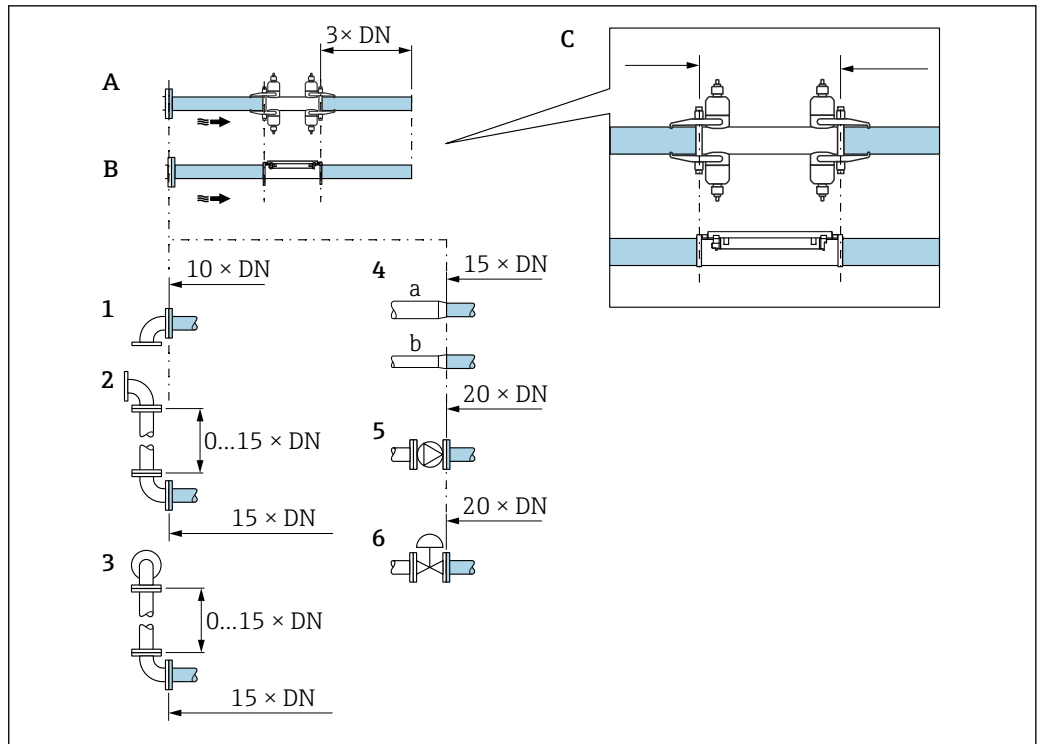 3× DN
A
B
C
10 × DN
1
2
0...15 × DN
15 × DN
3
0...15 × DN
15 × DN
4
15 × DN
a
b
20 × DN
5
20 × DN
6